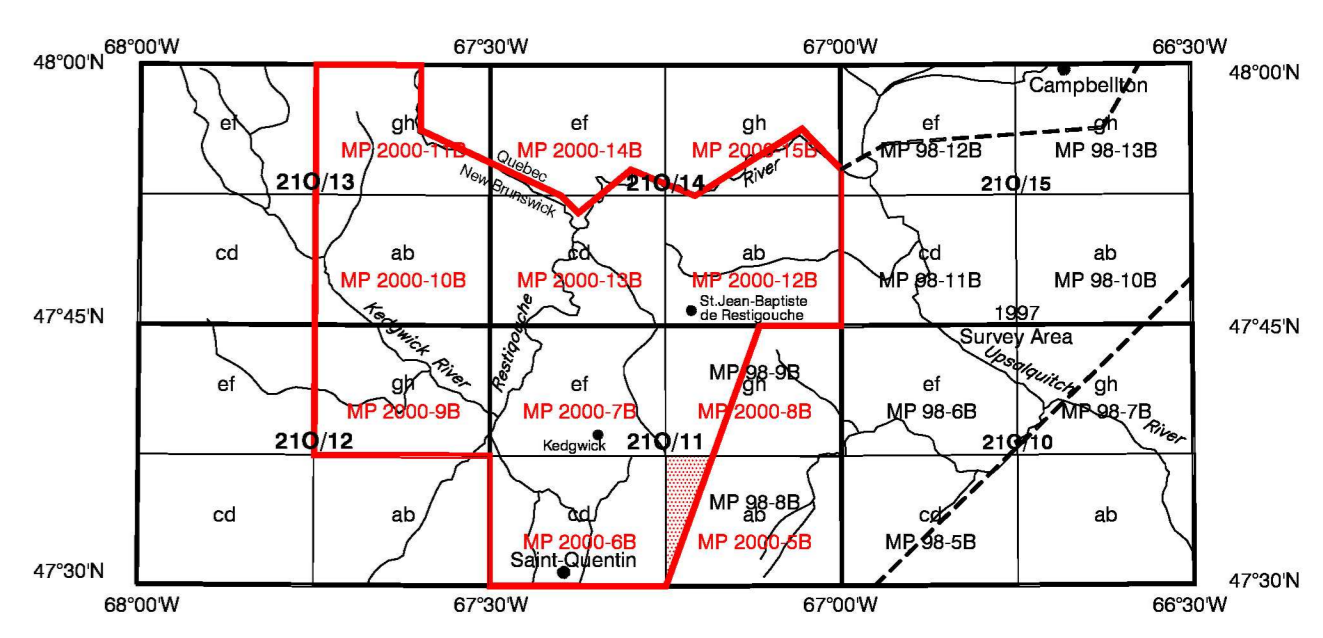 68°00'W 67°30'W 67°00'W 66°30'W
48°00'N 48°00'N
Campbellton
ef gh ef gh ef gh
MP 2000-11B MP 2000-14B MP 2000-15B MP 98-12B MP 98-13B
Quebec
River
New Brunswick
21O/13 21O/14 21O/15
cd ab cd ab cd ab
MP 2000-10B MP 2000-13B MP 2000-12B MP 98-11B MP 98-10B
St.Jean-Baptiste
de Restigouche
47°45'N 47°45'N
1997
Survey Area
Kedgwick River
Restiqouche
Upsalquitch
River
MP 98-9B
ef gh ef gh ef gh
MP 2000-9B MP 2000-7B MP 2000-8B MP 98-6B MP 98-7B
Kedgwick
21O/12 21O/11 21O/10
MP 98-8B
cd ab cd ab cd ab
MP 2000-6B MP 2000-5B MP 98-5B
Saint-Quentin
47°30'N 47°30'N
68°00'W 67°30'W 67°00'W 66°30'W